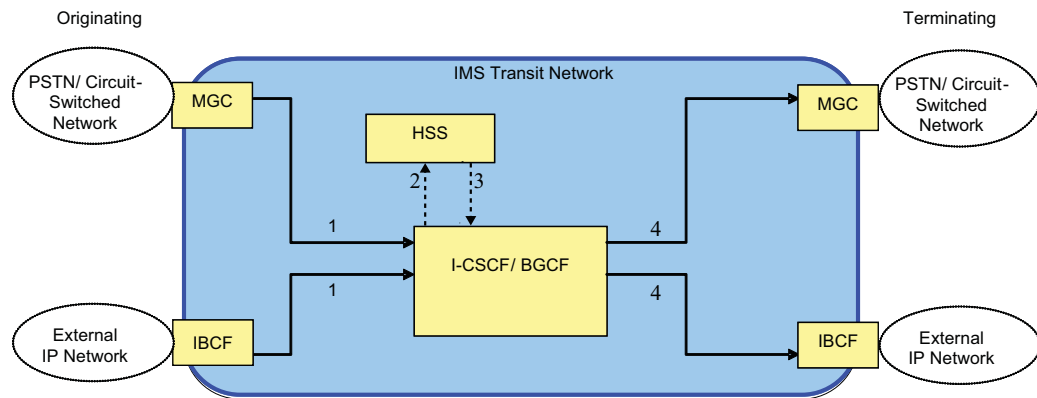 Originating
Terminating
PSTN/ Circuit-
Switched
Network
MGC
IMS Transit Network
MGC
PSTN/ Circuit-
Switched
Network
HSS
2
3
1
4
I-CSCF/ BGCF
1
4
External
IP Network
IBCF
IBCF
External
IP Network